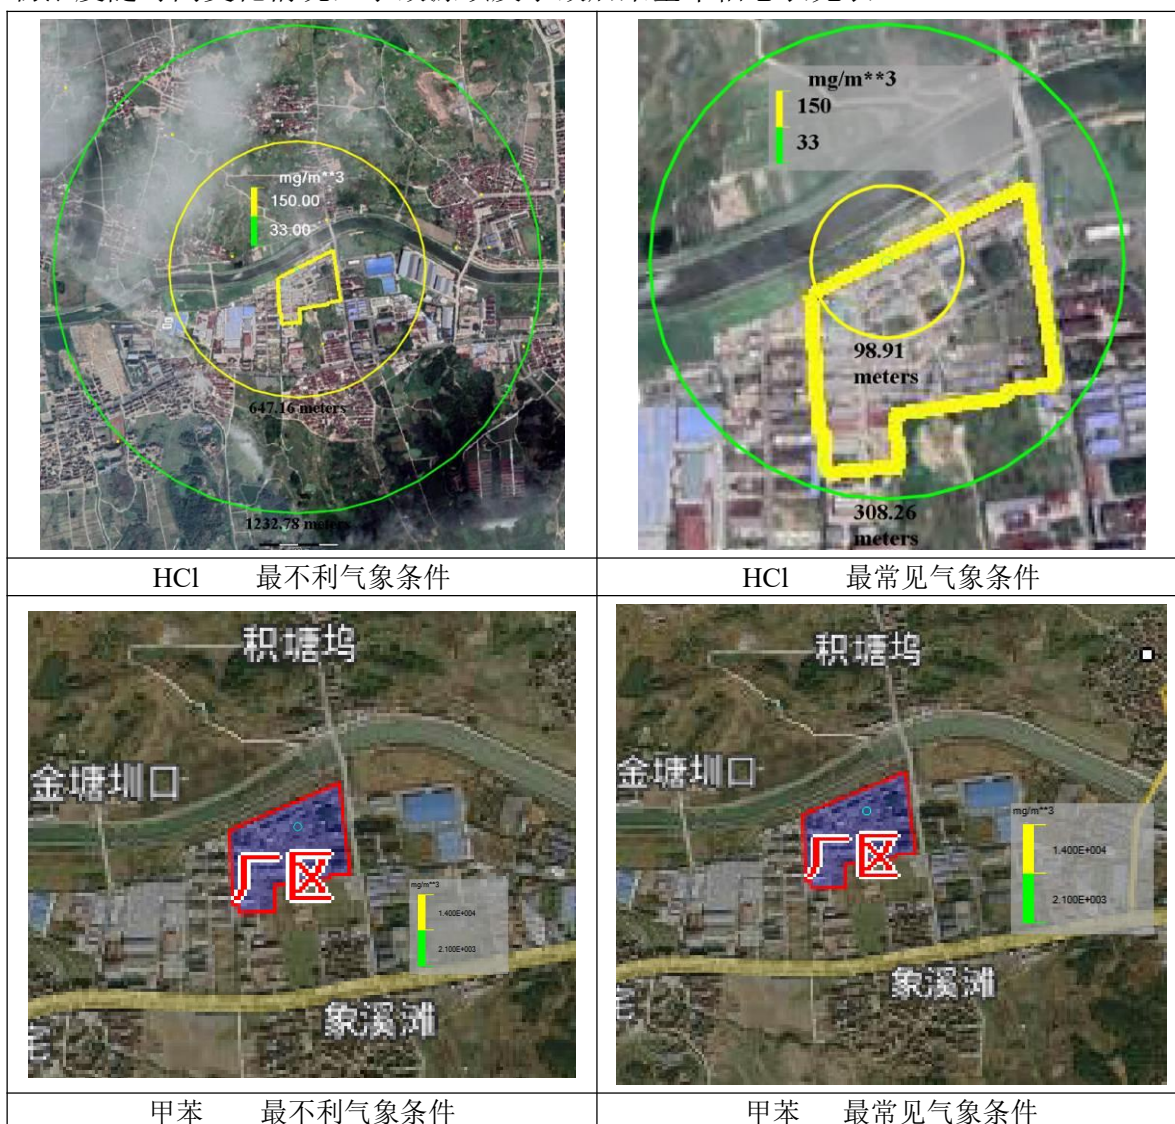 mg/m**3
150.00
33.00
647.16 meters
1232.78 meters
mg/m**3
150
33
98.91
meters
308.26
meters
HCl 最不利气象条件
HCl 最常见气象条件
积塘坞
金塘圳口
厂区
mg/m**3
1.400E+004
2.100E+003
象溪滩
宅
积塘坞
金塘圳口
厂区
mg/m**3
1.400E+004
2.100E+003
象溪滩
宅
甲苯 最不利气象条件
甲苯 最常见气象条件